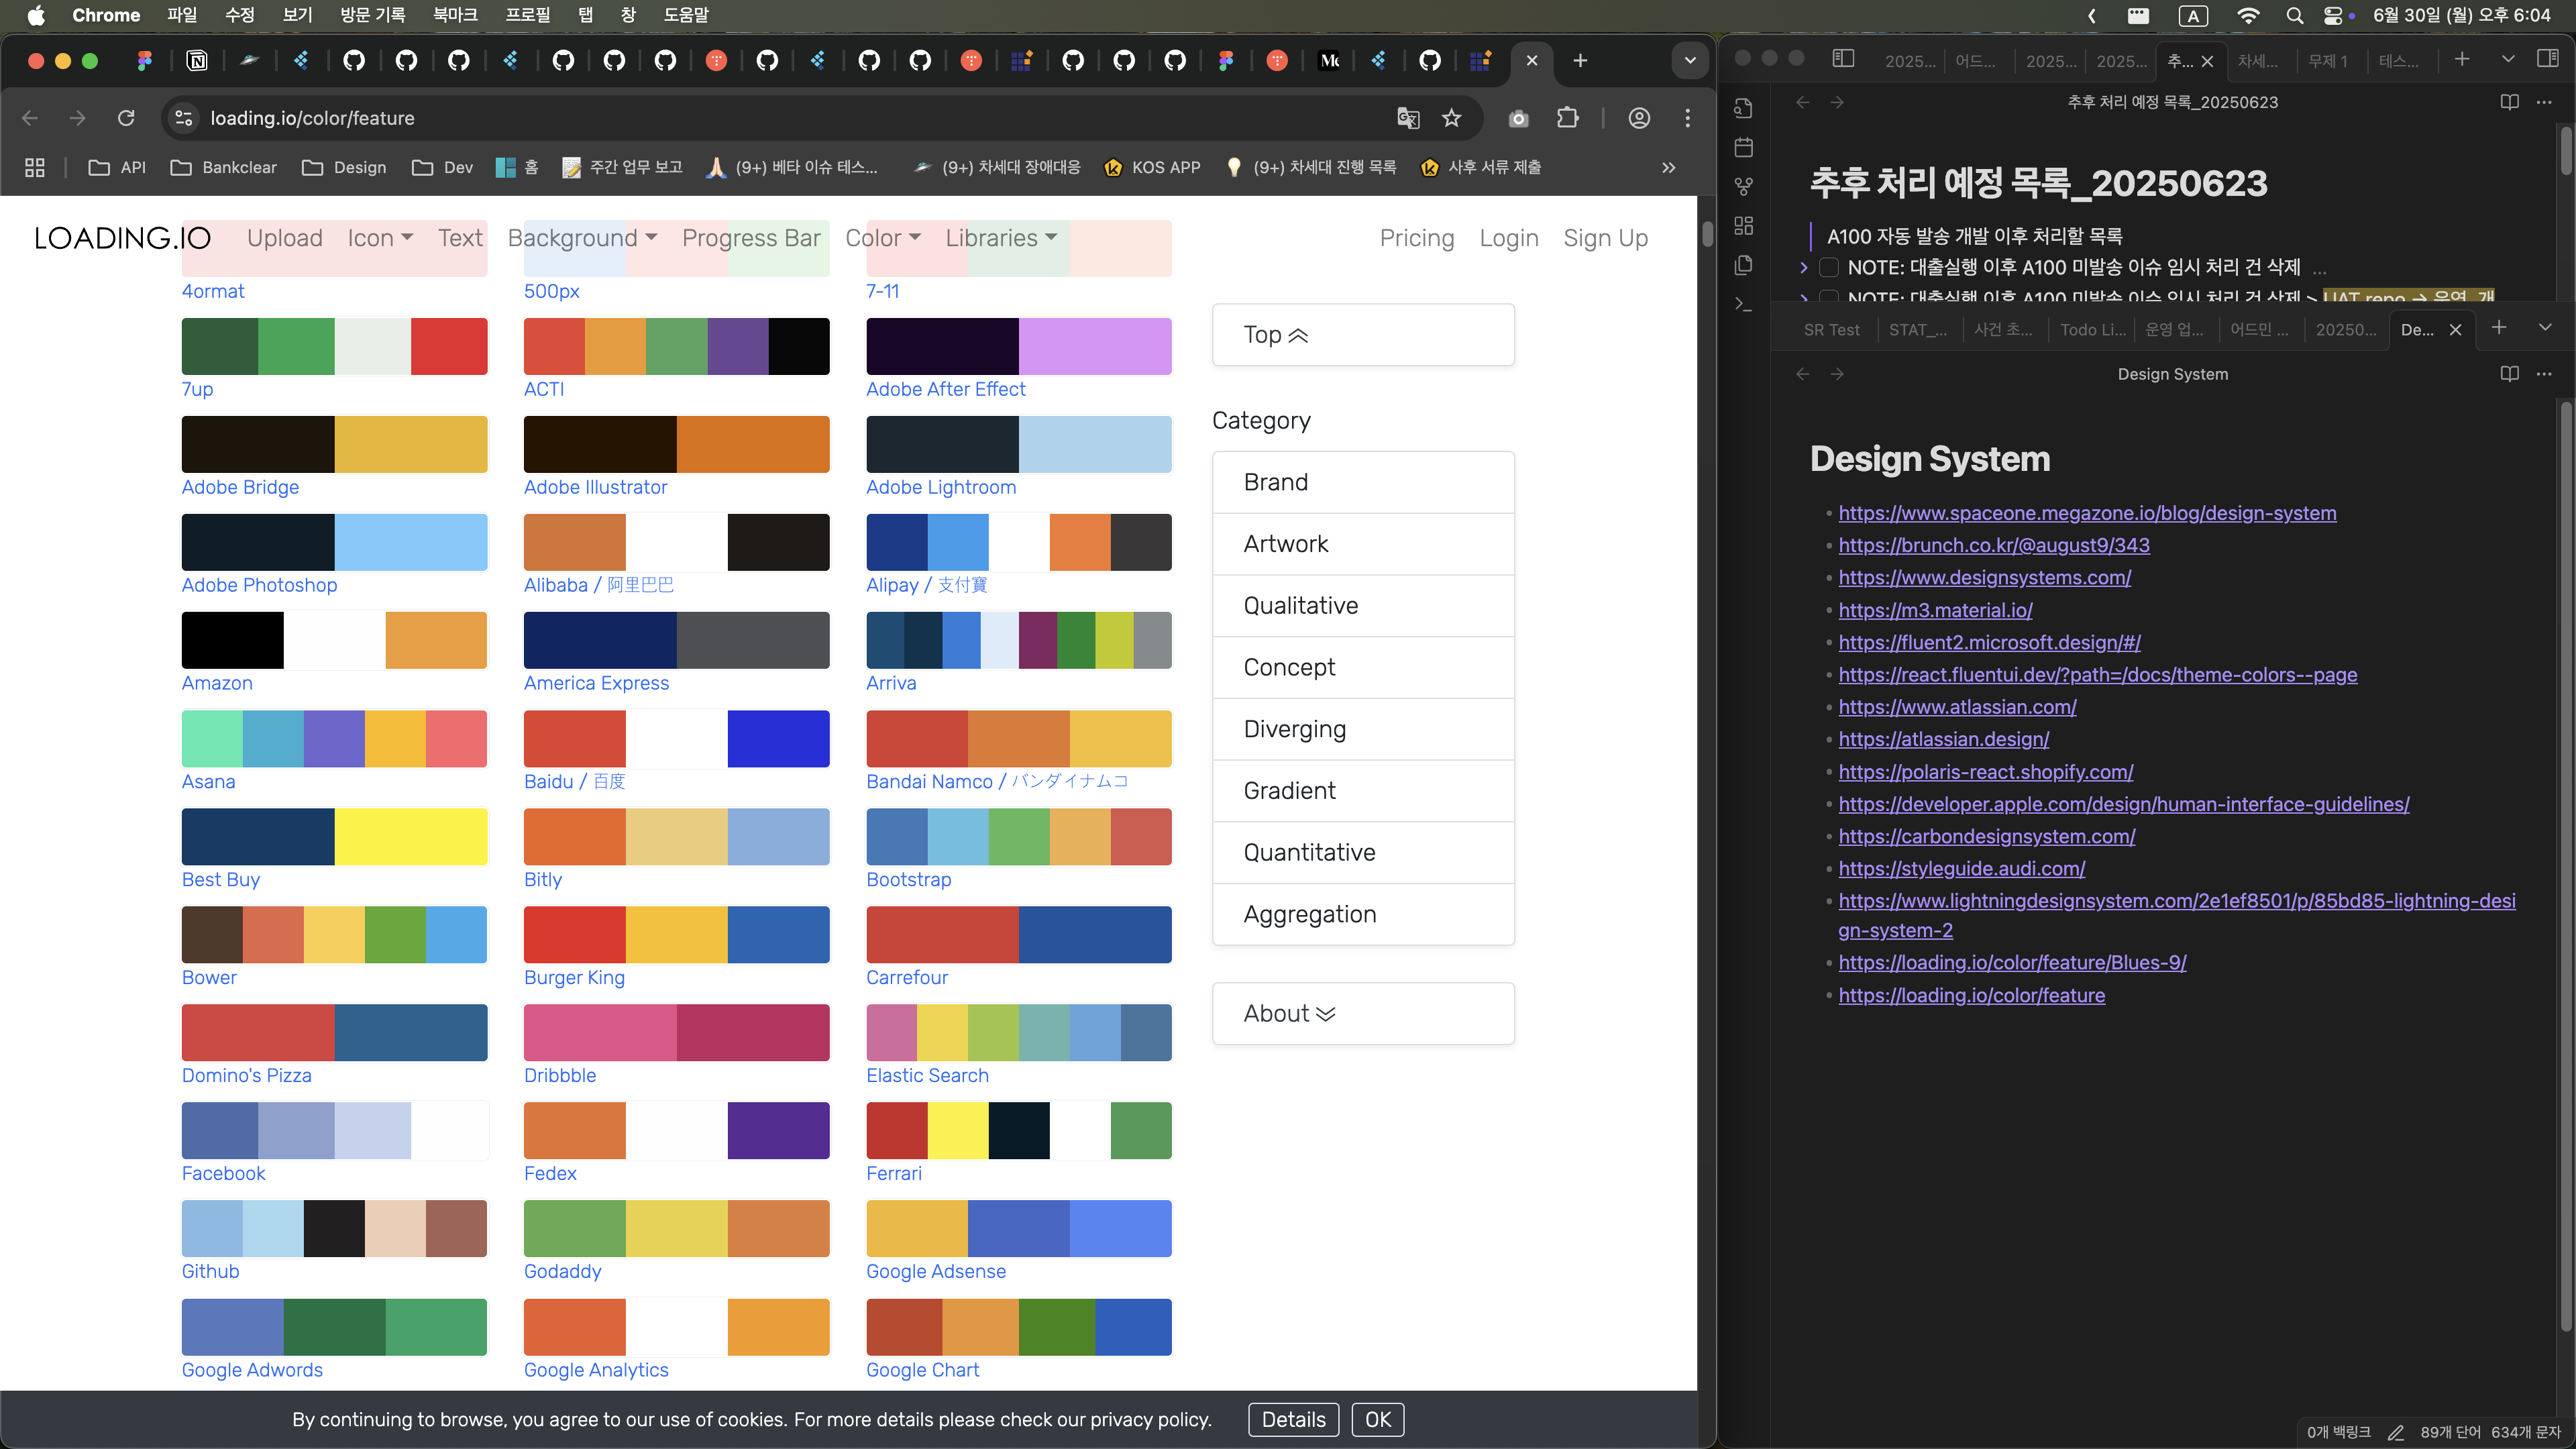 Chrome 파일 수정 보기 방문 기록 북마크 프로필 탭 창 도움말
A 6월 30일 (월) 오후 6:04
loading.io/color/feature
API Bankclear Design Dev 홈 주간 업무 보고 (9+) 베타 이슈 테스... (9+) 차세대 장애대응 KOS APP (9+) 차세대 진행 목록 사후 서류 제출
LOADING.IO Upload Icon Text Background Progress Bar Color Libraries Pricing Login Sign Up
4ormat 500px 7-11
7up ACTI Adobe After Effect
Adobe Bridge Adobe Illustrator Adobe Lightroom
Adobe Photoshop Alibaba / 阿里巴巴 Alipay / 支付寶
Amazon America Express Arriva
Asana Baidu / 百度 Bandai Namco / バンダイナムコ
Best Buy Bitly Bootstrap
Bower Burger King Carrefour
Domino's Pizza Dribbble Elastic Search
Facebook Fedex Ferrari
Github Godaddy Google Adsense
Google Adwords Google Analytics Google Chart
Top
Category
Brand
Artwork
Qualitative
Concept
Diverging
Gradient
Quantitative
Aggregation
About
By continuing to browse, you agree to our use of cookies. For more details please check our privacy policy. Details OK
2025... 어드... 2025... 2025... 추... 차세... 무제 1 테스...
추후 처리 예정 목록_20250623
추후 처리 예정 목록_20250623
A100 자동 발송 개발 이후 처리할 목록
NOTE: 대출실행 이후 A100 미발송 이슈 임시 처리 건 삭제 ...
NOTE: 대출실행 이후 A100 미발송 이슈 임시 처리 건 삭제 > UAT repo → 운영, 개
SR Test STAT_... 사건 초... Todo Li... 운영 업... 어드민 ... 20250... De...
Design System
Design System
https://www.spaceone.megazone.io/blog/design-system
https://brunch.co.kr/@august9/343
https://www.designsystems.com/
https://m3.material.io/
https://fluent2.microsoft.design/#/
https://react.fluentui.dev/?path=/docs/theme-colors--page
https://www.atlassian.com/
https://atlassian.design/
https://polaris-react.shopify.com/
https://developer.apple.com/design/human-interface-guidelines/
https://carbondesignsystem.com/
https://styleguide.audi.com/
https://www.lightningdesignsystem.com/2e1ef8501/p/85bd85-lightning-desi
gn-system-2
https://loading.io/color/feature/Blues-9/
https://loading.io/color/feature
0개 백링크 89개 단어 634개 문자